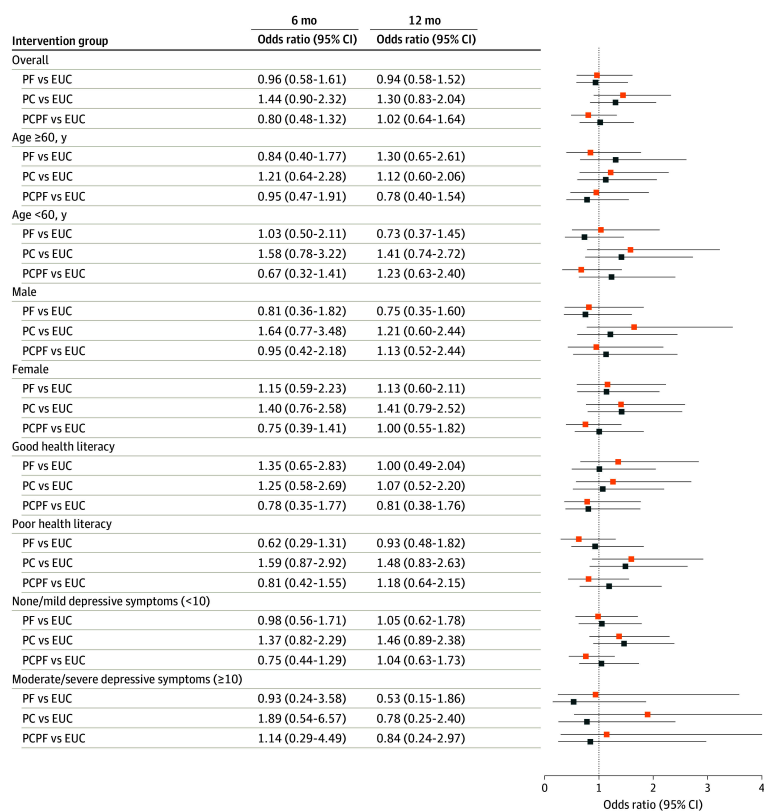 6 mo 12 mo
Intervention group Odds ratio (95% CI) Odds ratio (95% CI)
Overall
PF vs EUC 0.96 (0.58-1.61) 0.94 (0.58-1.52)
PC vs EUC 1.44 (0.90-2.32) 1.30 (0.83-2.04)
PCPF vs EUC 0.80 (0.48-1.32) 1.02 (0.64-1.64)
Age ≥60, y
PF vs EUC 0.84 (0.40-1.77) 1.30 (0.65-2.61)
PC vs EUC 1.21 (0.64-2.28) 1.12 (0.60-2.06)
PCPF vs EUC 0.95 (0.47-1.91) 0.78 (0.40-1.54)
Age <60, y
PF vs EUC 1.03 (0.50-2.11) 0.73 (0.37-1.45)
PC vs EUC 1.58 (0.78-3.22) 1.41 (0.74-2.72)
PCPF vs EUC 0.67 (0.32-1.41) 1.23 (0.63-2.40)
Male
PF vs EUC 0.81 (0.36-1.82) 0.75 (0.35-1.60)
PC vs EUC 1.64 (0.77-3.48) 1.21 (0.60-2.44)
PCPF vs EUC 0.95 (0.42-2.18) 1.13 (0.52-2.44)
Female
PF vs EUC 1.15 (0.59-2.23) 1.13 (0.60-2.11)
PC vs EUC 1.40 (0.76-2.58) 1.41 (0.79-2.52)
PCPF vs EUC 0.75 (0.39-1.41) 1.00 (0.55-1.82)
Good health literacy
PF vs EUC 1.35 (0.65-2.83) 1.00 (0.49-2.04)
PC vs EUC 1.25 (0.58-2.69) 1.07 (0.52-2.20)
PCPF vs EUC 0.78 (0.35-1.77) 0.81 (0.38-1.76)
Poor health literacy
PF vs EUC 0.62 (0.29-1.31) 0.93 (0.48-1.82)
PC vs EUC 1.59 (0.87-2.92) 1.48 (0.83-2.63)
PCPF vs EUC 0.81 (0.42-1.55) 1.18 (0.64-2.15)
None/mild depressive symptoms (<10)
PF vs EUC 0.98 (0.56-1.71) 1.05 (0.62-1.78)
PC vs EUC 1.37 (0.82-2.29) 1.46 (0.89-2.38)
PCPF vs EUC 0.75 (0.44-1.29) 1.04 (0.63-1.73)
Moderate/severe depressive symptoms (≥10)
PF vs EUC 0.93 (0.24-3.58) 0.53 (0.15-1.86)
PC vs EUC 1.89 (0.54-6.57) 0.78 (0.25-2.40)
PCPF vs EUC 1.14 (0.29-4.49) 0.84 (0.24-2.97)
0 1 2 3 4
Odds ratio (95% CI)